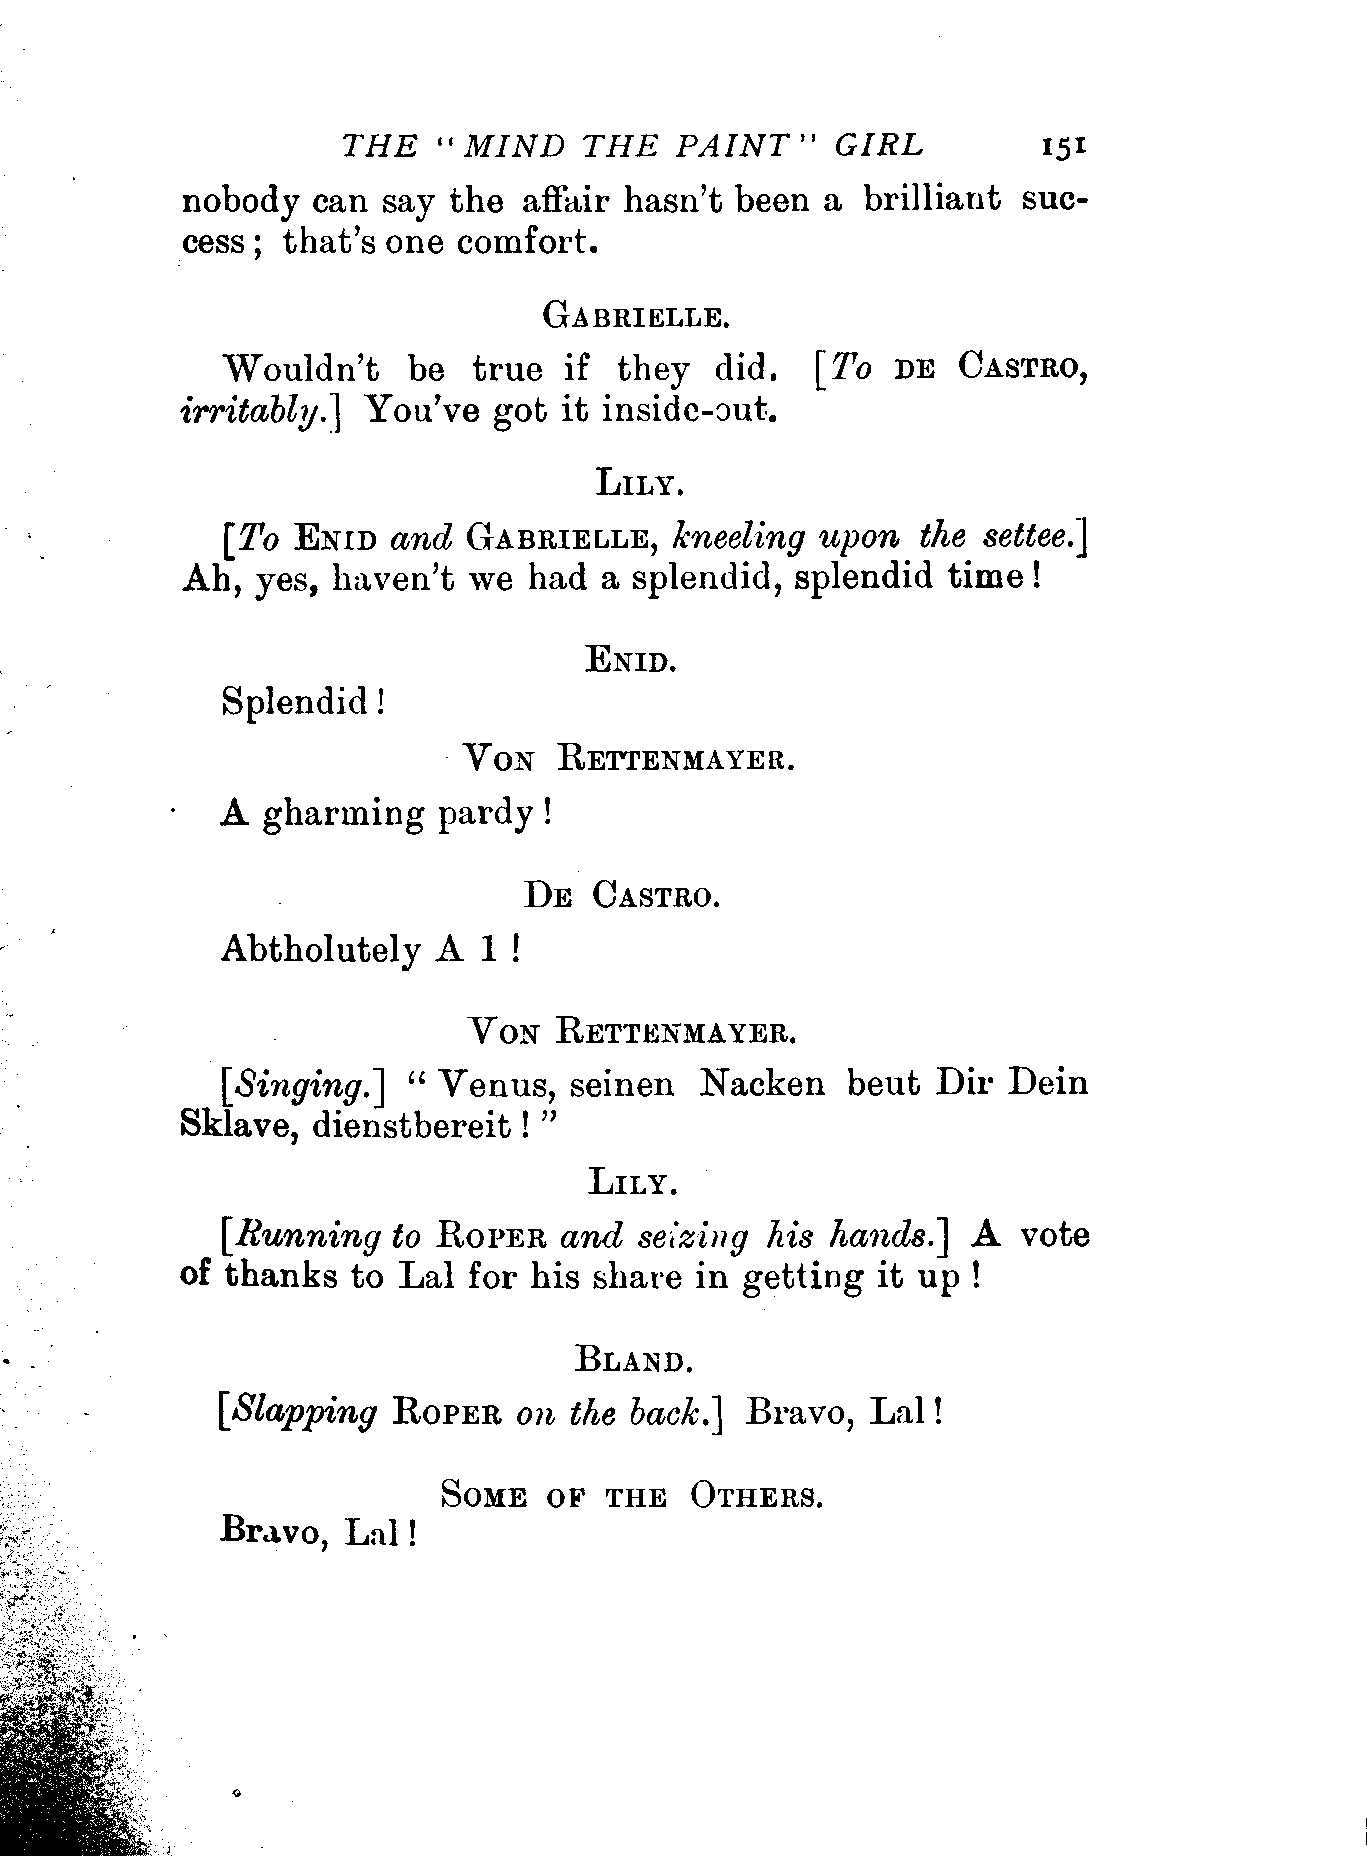 THE "MIND THE PAINT" GIRL 151
nobody can say the affair hasn't been a brilliant suc-
cess; that's one comfort.
GABRIELLE.
Wouldn't be true if they did. [To DE CASTRO,
irritably.] You've got it inside-out.
LILY.
[To ENID and GABRIELLE, kneeling upon the settee.]
Ah, yes, haven't we had a splendid, splendid time!
ENID.
Splendid!
VON RETTENMAYER.
A gharming pardy!
DE CASTRO.
Abtholutely A 1!
VON RETTENMAYER.
[Singing.] "Venus, seinen Nacken beut Dir Dein
Sklave, dienstbereit!"
LILY.
[Running to ROPER and seizing his hands.] A vote
of thanks to Lal for his share in getting it up!
BLAND.
[Slapping ROPER on the back.] Bravo, Lal!
SOME OF THE OTHERS.
Bravo, Lal!